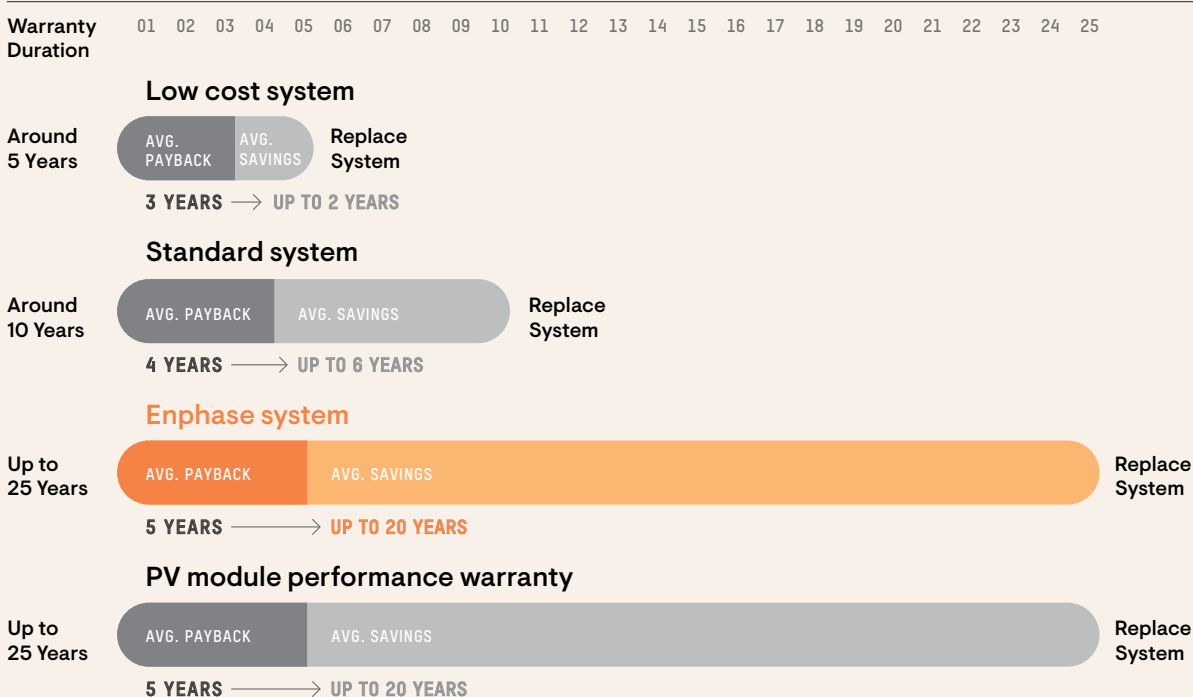 Warranty Duration 01 02 03 04 05 06 07 08 09 10 11 12 13 14 15 16 17 18 19 20 21 22 23 24 25
Low cost system
Around
5 Years
AVG.
PAYBACK
AVG.
SAVINGS
Replace
System
3 YEARS → UP TO 2 YEARS
Standard system
Around
10 Years
AVG. PAYBACK
AVG. SAVINGS
Replace
System
4 YEARS → UP TO 6 YEARS
Enphase system
Up to
25 Years
AVG. PAYBACK
AVG. SAVINGS
Replace
System
5 YEARS → UP TO 20 YEARS
PV module performance warranty
Up to
25 Years
AVG. PAYBACK
AVG. SAVINGS
Replace
System
5 YEARS → UP TO 20 YEARS